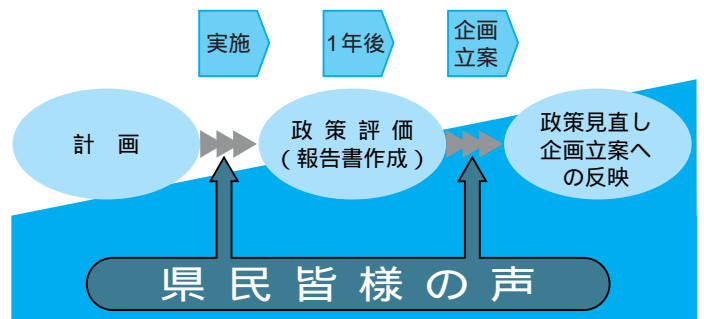 実施
1年後
企画
立案
計画
政策評価
（報告書作成）
政策見直し
企画立案へ
の反映
県民皆様の声